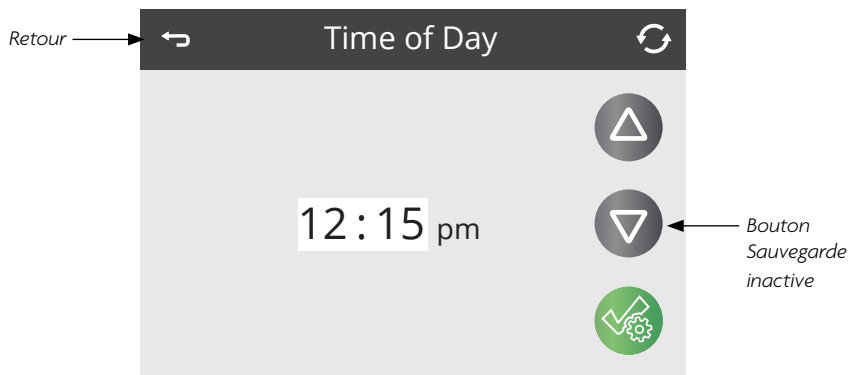 Retour
Time of Day
12:15 pm
Bouton
Sauvegarde
inactive